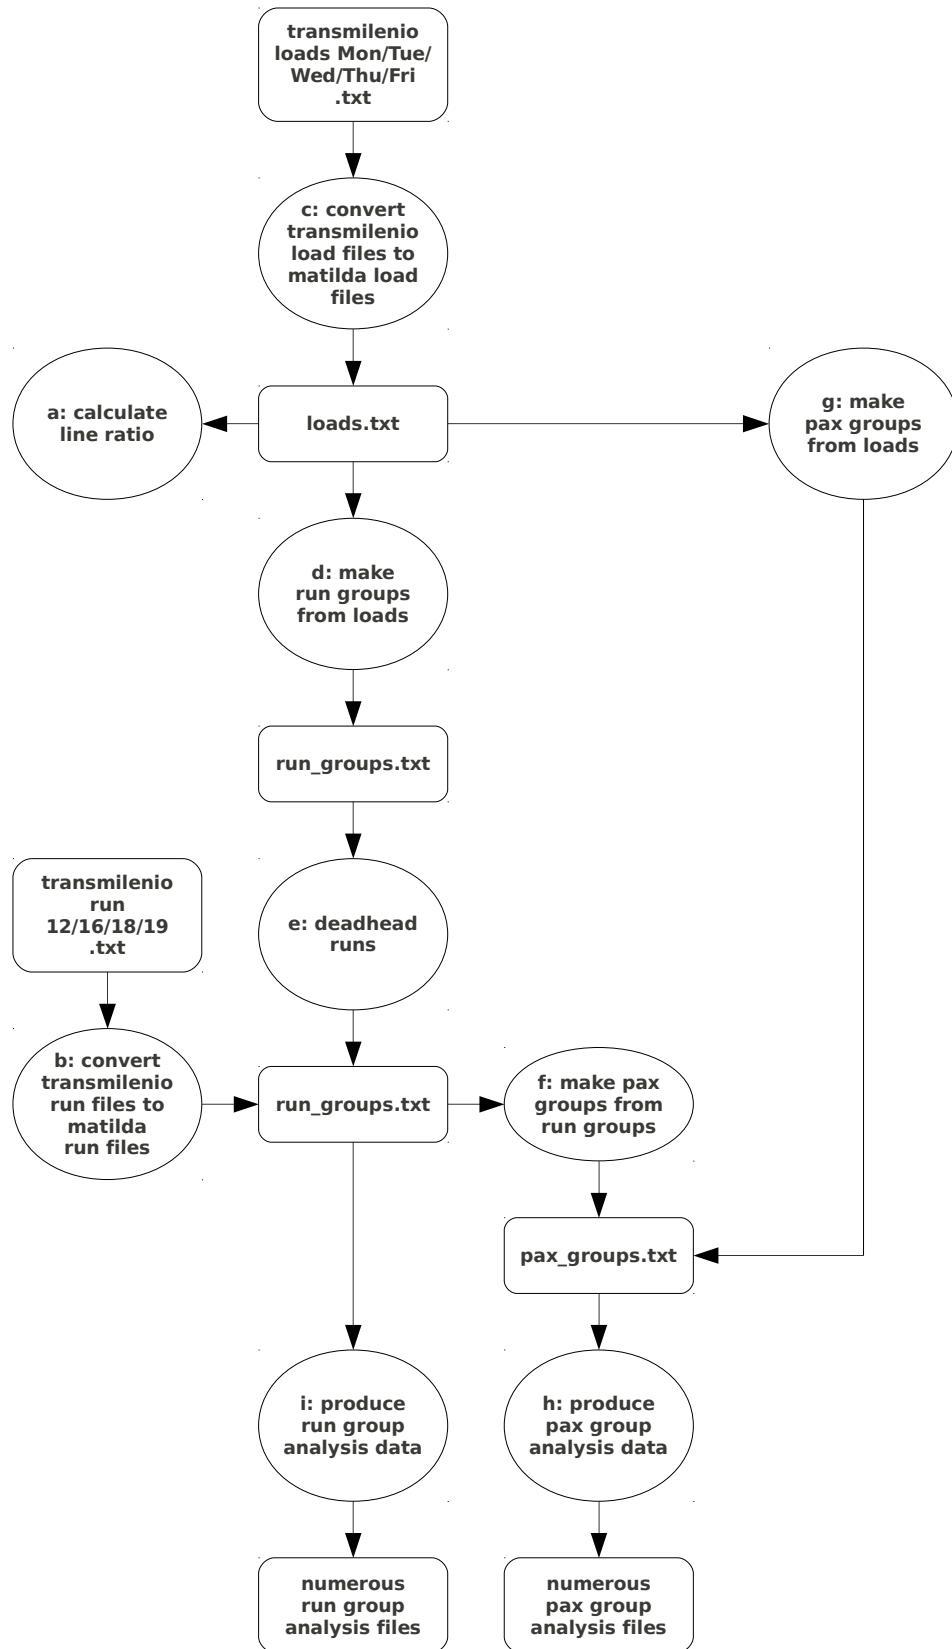 transmilenio
loads Mon/Tue/
Wed/Thu/Fri
.txt
c: convert
transmilenio
load files to
matilda load
files
a: calculate
line ratio
loads.txt
g: make
pax groups
from loads
d: make
run groups
from loads
run_groups.txt
transmilenio
run
12/16/18/19
.txt
e: deadhead
runs
b: convert
transmilenio
run files to
matilda
run files
run_groups.txt
f: make pax
groups from
run groups
pax_groups.txt
i: produce
run group
analysis data
h: produce
pax group
analysis data
numerous
run group
analysis files
numerous
pax group
analysis files